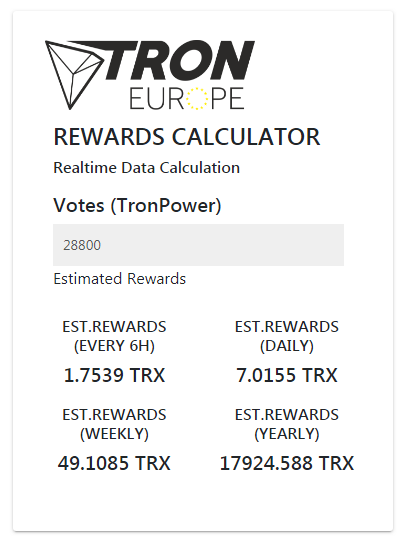 TRON
EUROPE
REWARDS CALCULATOR
Realtime Data Calculation
Votes (TronPower)
28800
Estimated Rewards
EST.REWARDS
(EVERY 6H)
1.7539 TRX
EST.REWARDS
(DAILY)
7.0155 TRX
EST.REWARDS
(WEEKLY)
49.1085 TRX
EST.REWARDS
(YEARLY)
17924.588 TRX